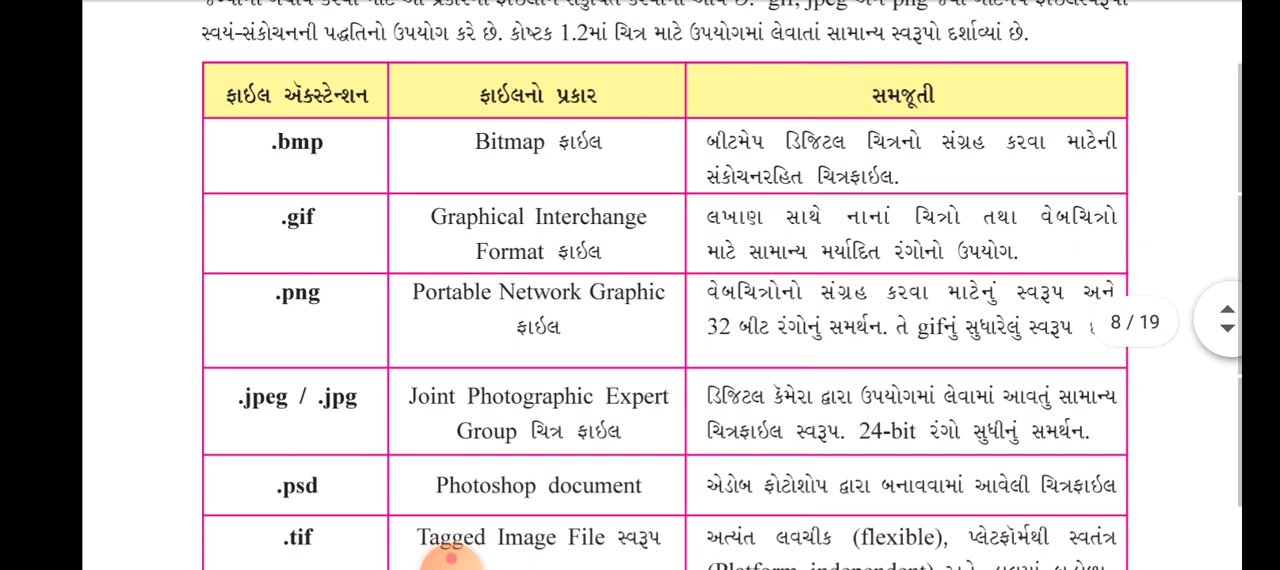 સ્વયં-સંકોચનની પદ્ધતિનો ઉપયોગ કરે છે. કોષ્ટક 1.2માં ચિત્ર માટે ઉપયોગમાં લેવાતાં સામાન્ય સ્વરૂપો દર્શાવ્યાં છે.
ફાઇલ ઍક્સ્ટેન્શન ફાઇલનો પ્રકાર સમજૂતી
.bmp Bitmap ફાઇલ બીટમેપ ડિજિટલ ચિત્રનો સંગ્રહ કરવા માટેની
સંકોચનરહિત ચિત્રફાઇલ.
.gif Graphical Interchange લખાણ સાથે નાનાં ચિત્રો તથા વેબચિત્રો
Format ફાઇલ માટે સામાન્ય મર્યાદિત રંગોનો ઉપયોગ.
.png Portable Network Graphic વેબચિત્રોનો સંગ્રહ કરવા માટેનું સ્વરૂપ અને
ફાઇલ 32 બીટ રંગોનું સમર્થન. તે gifનું સુધારેલું સ્વરૂપ
8 / 19
.jpeg / .jpg Joint Photographic Expert ડિજિટલ કૅમેરા દ્વારા ઉપયોગમાં લેવામાં આવતું સામાન્ય
Group ચિત્ર ફાઇલ ચિત્રફાઇલ સ્વરૂપ. 24-bit રંગો સુધીનું સમર્થન.
.psd Photoshop document એડોબ ફોટોશોપ દ્વારા બનાવવામાં આવેલી ચિત્રફાઇલ
.tif Tagged Image File સ્વરૂપ અત્યંત લવચીક (flexible), પ્લેટફૉર્મથી સ્વતંત્ર